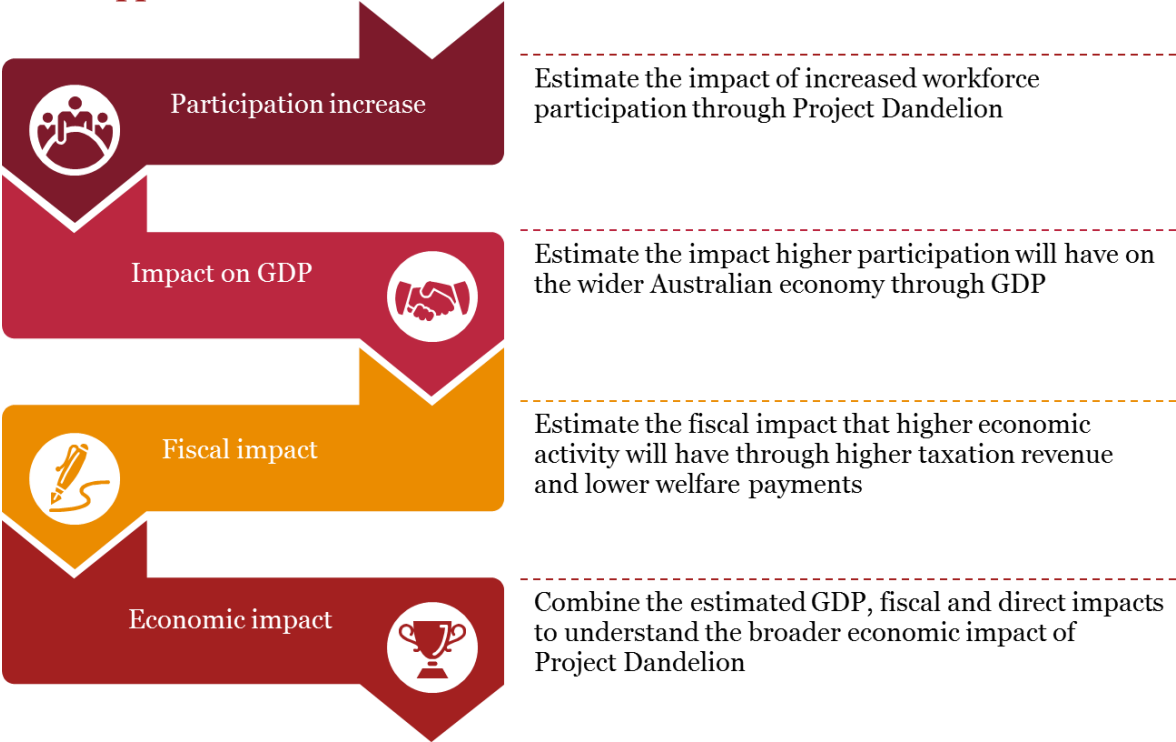 Participation increase
Estimate the impact of increased workforce
participation through Project Dandelion
Impact on GDP
Estimate the impact higher participation will have on
the wider Australian economy through GDP
Fiscal impact
Estimate the fiscal impact that higher economic
activity will have through higher taxation revenue
and lower welfare payments
Economic impact
Combine the estimated GDP, fiscal and direct impacts
to understand the broader economic impact of
Project Dandelion